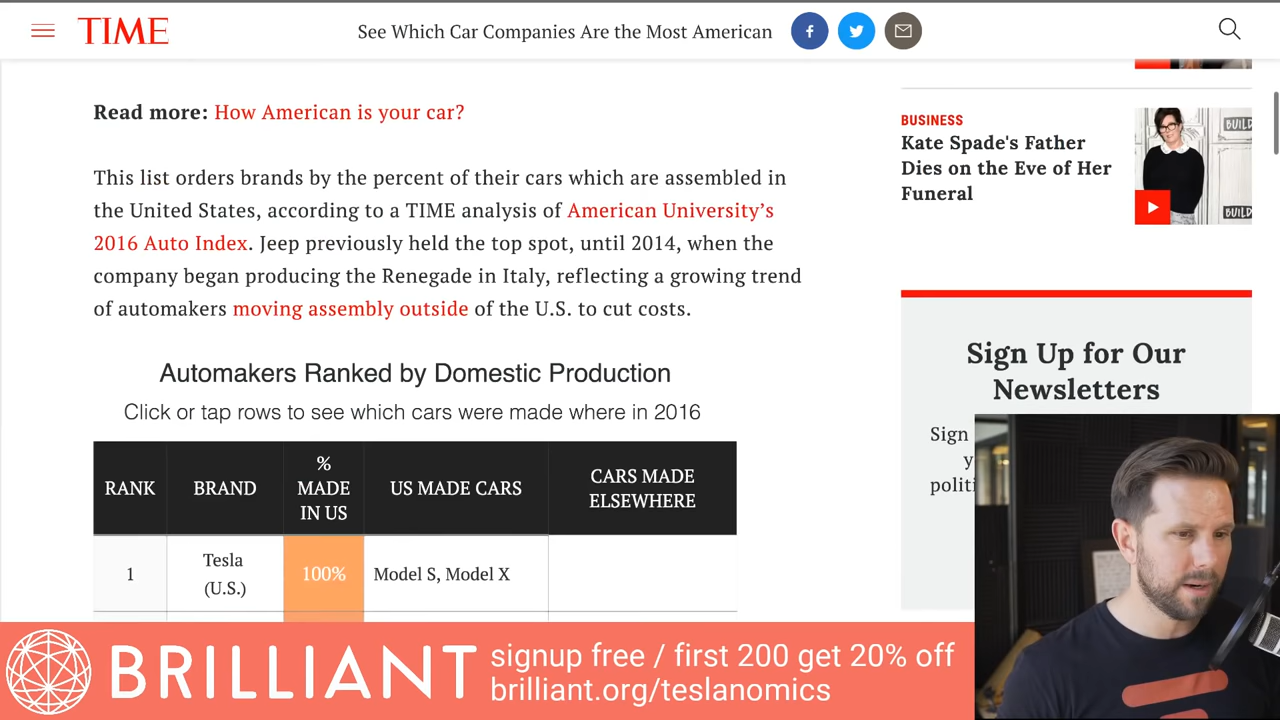 TIME
See Which Car Companies Are the Most American
Read more: How American is your car?
This list orders brands by the percent of their cars which are assembled in
the United States, according to a TIME analysis of American University’s
2016 Auto Index. Jeep previously held the top spot, until 2014, when the
company began producing the Renegade in Italy, reflecting a growing trend
of automakers moving assembly outside of the U.S. to cut costs.
Automakers Ranked by Domestic Production
Click or tap rows to see which cars were made where in 2016
RANK
BRAND
%
MADE
IN US
US MADE CARS
CARS MADE
ELSEWHERE
1
Tesla
(U.S.)
100%
Model S, Model X
BUSINESS
Kate Spade's Father
Dies on the Eve of Her
Funeral
BUILD
BUILD
Sign Up for Our
Newsletters
Sign
y
politi
BRILLIANT
signup free / first 200 get 20% off
brilliant.org/teslanomics